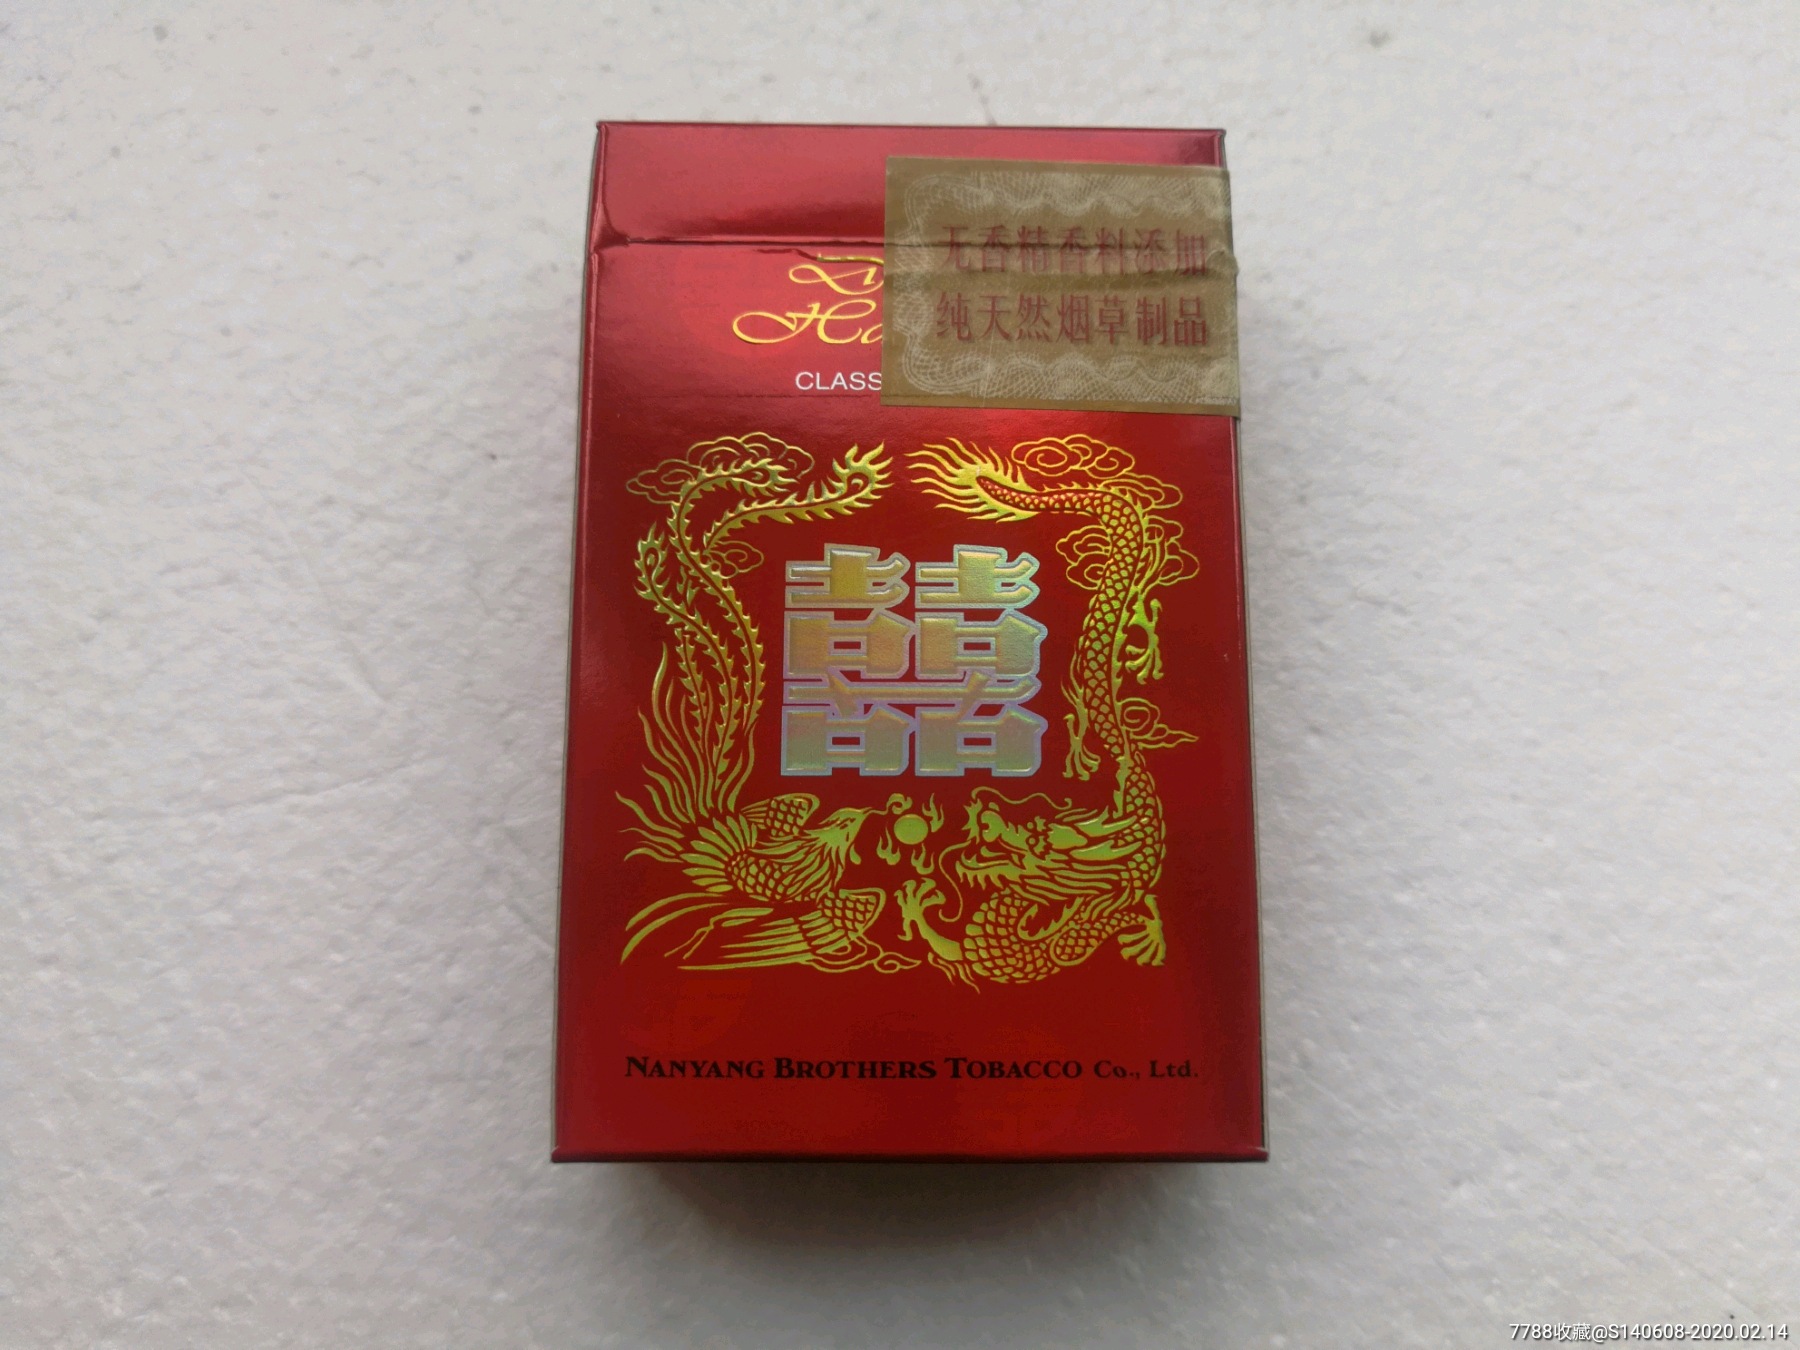 无香精香料添加
纯天然烟草制品
CLASS
囍
NANYANG BROTHERS TOBACCO Co., Ltd.
7788收藏@S140608-2020.02.14